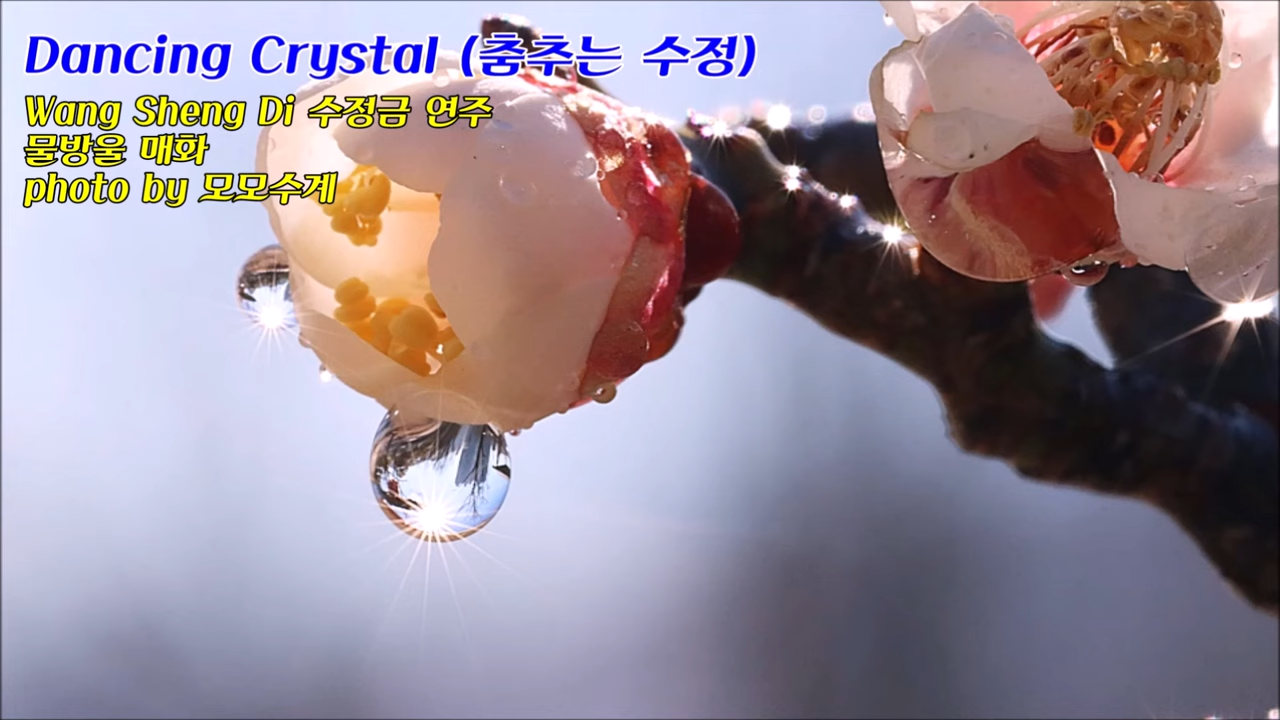 Dancing Crystal (춤추는 수정)
Wang Sheng Di 수정금 연주
물방울 매화
photo by 모모수계